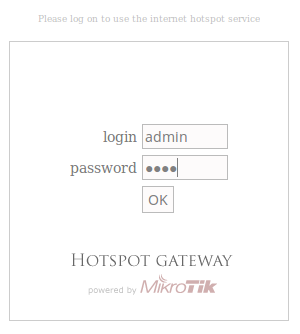 Please log on to use the internet hotspot service
login admin
password ••••
OK
HOTSPOT GATEWAY
powered by MikroTik